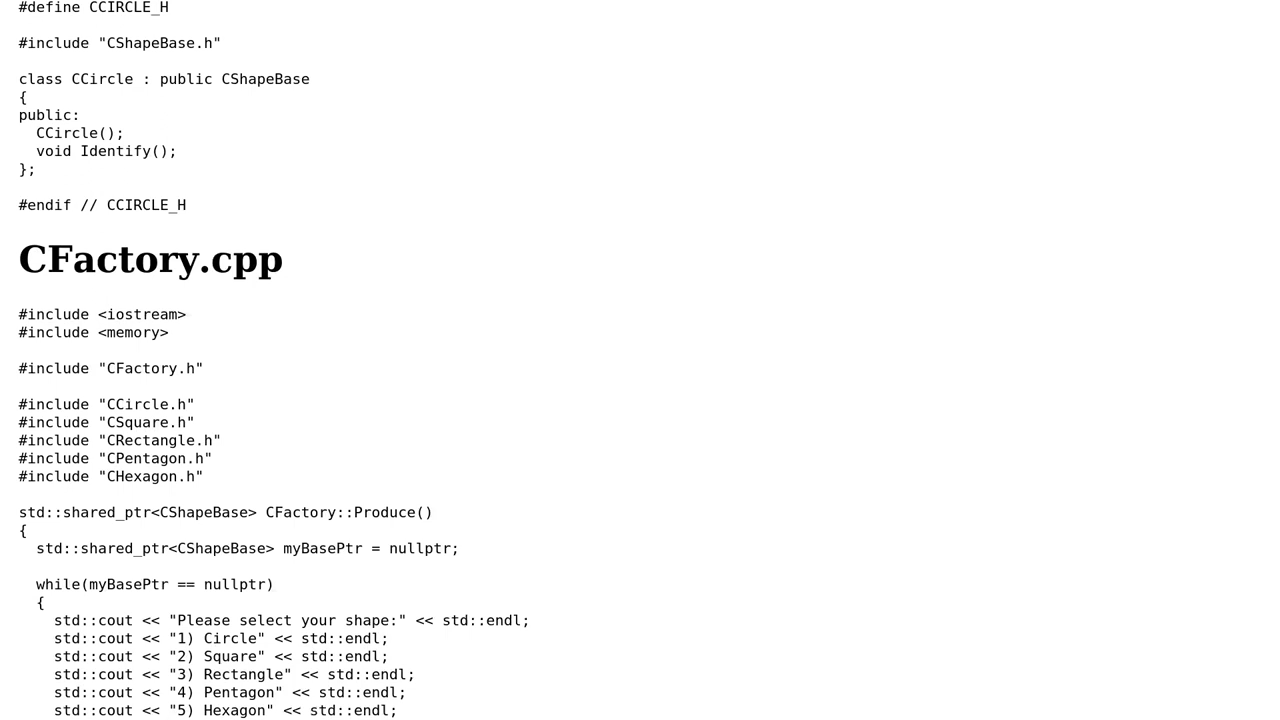 #define CCIRCLE_H
#include "CShapeBase.h"
class CCircle : public CShapeBase
{
public:
  CCircle();
  void Identify();
};
#endif // CCIRCLE_H
CFactory.cpp
#include <iostream>
#include <memory>
#include "CFactory.h"
#include "CCircle.h"
#include "CSquare.h"
#include "CRectangle.h"
#include "CPentagon.h"
#include "CHexagon.h"
std::shared_ptr<CShapeBase> CFactory::Produce()
{
  std::shared_ptr<CShapeBase> myBasePtr = nullptr;
  while(myBasePtr == nullptr)
  {
    std::cout << "Please select your shape:" << std::endl;
    std::cout << "1) Circle" << std::endl;
    std::cout << "2) Square" << std::endl;
    std::cout << "3) Rectangle" << std::endl;
    std::cout << "4) Pentagon" << std::endl;
    std::cout << "5) Hexagon" << std::endl;